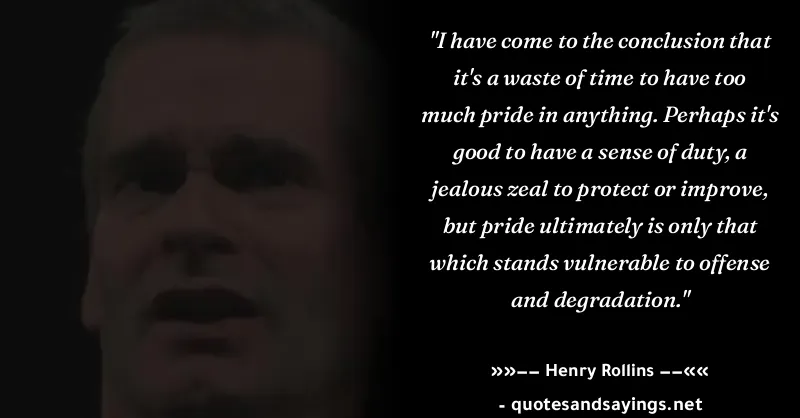 "I have come to the conclusion that
it's a waste of time to have too
much pride in anything. Perhaps it's
good to have a sense of duty, a
jealous zeal to protect or improve,
but pride ultimately is only that
which stands vulnerable to offense
and degradation."
»»–– Henry Rollins ––««
- quotesandsayings.net